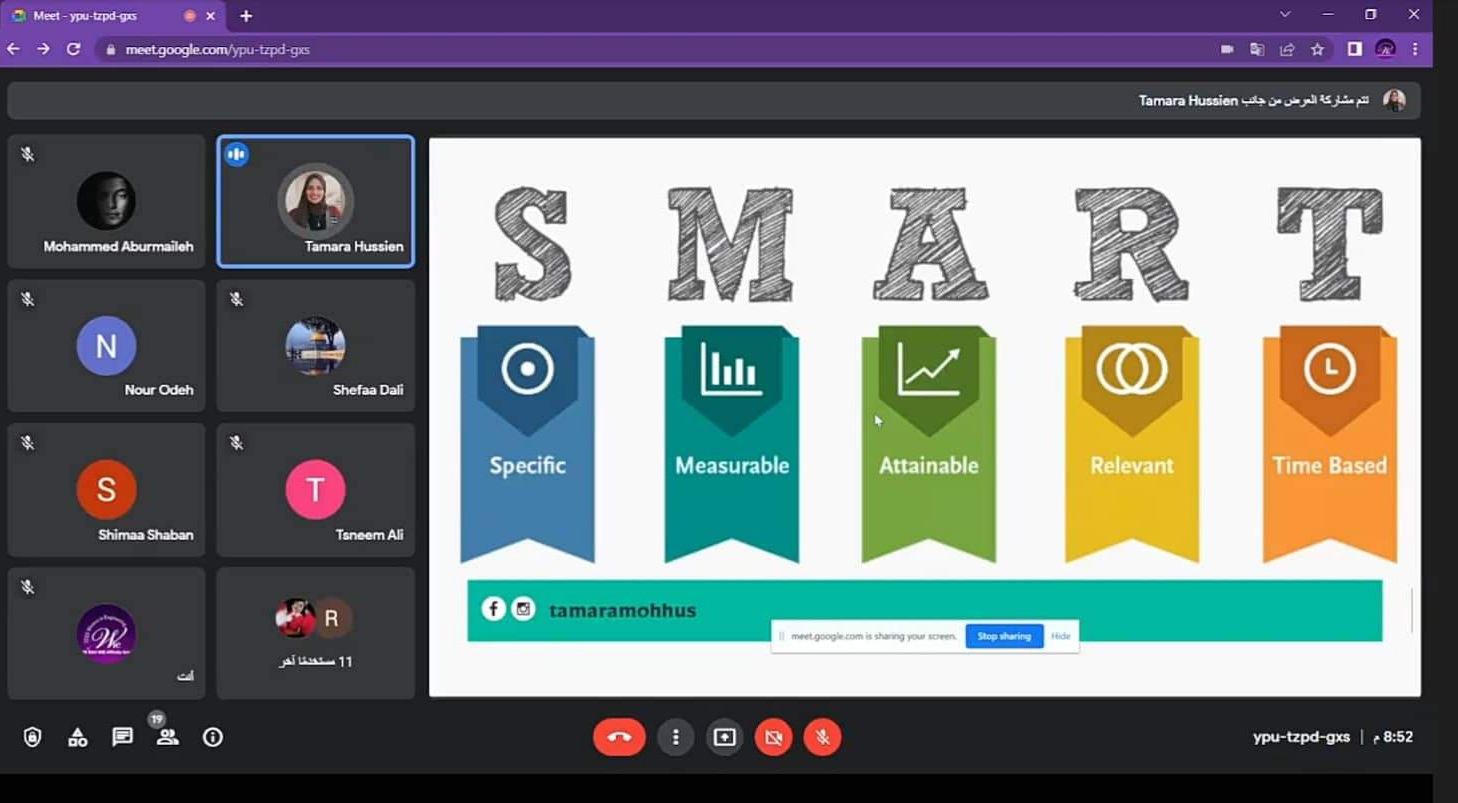 Meet - ypu-tzpd-gxs
meet.google.com/ypu-tzpd-gxs
تتم مشاركة العرض من جانب Tamara Hussien
Mohammed Aburmaileh
Tamara Hussien
N
Nour Odeh
Shefaa Dali
S
Shimaa Shaban
T
Tsneem Ali
We
أنت
R
11 مستخدمًا آخر
S M A R T
Specific
Measurable
Attainable
Relevant
Time Based
tamaramohhus
meet.google.com is sharing your screen.
Stop sharing
Hide
19
ypu-tzpd-gxs | 8:52 م